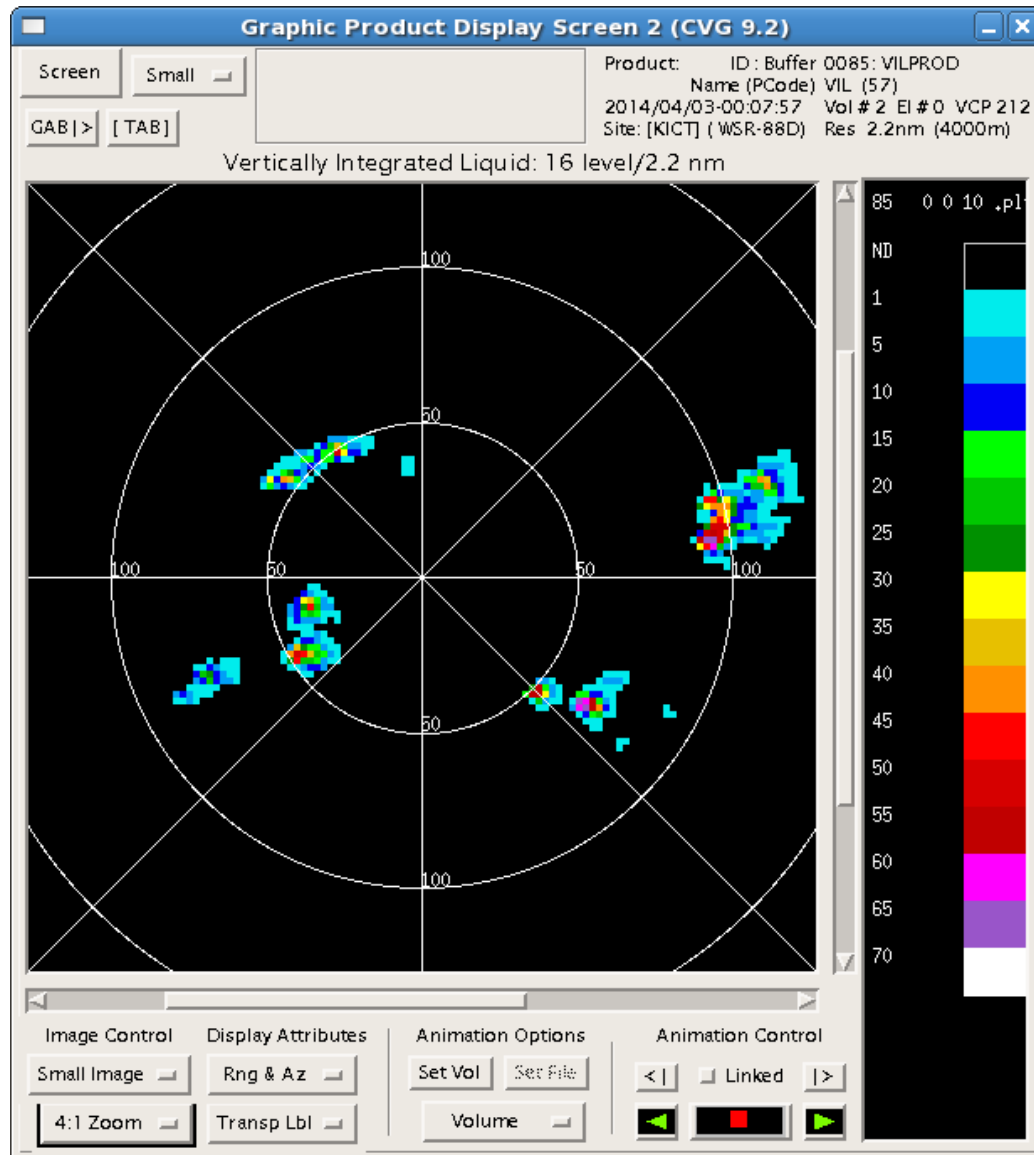 Graphic Product Display Screen 2 (CVG 9.2)
Screen
Small
GAB|>
[ TAB ]
Product: ID : Buffer 0085: VILPROD
Name (PCode) VIL (57)
2014/04/03-00:07:57 Vol # 2 El # 0 VCP 212
Site: [KICT] ( WSR-88D) Res 2.2nm (4000m)
Vertically Integrated Liquid: 16 level/2.2 nm
100
50
100
50
50
100
50
100
85 0 0 10 .pl
ND
1
5
10
15
20
25
30
35
40
45
50
55
60
65
70
Image Control
Display Attributes
Animation Options
Animation Control
Small Image
Rng & Az
Set Vol
Set File
<|
Linked
|>
4:1 Zoom
Transp Lbl
Volume